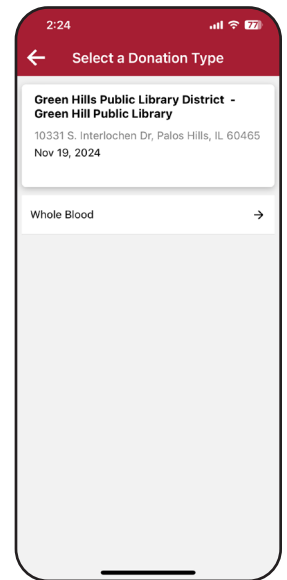 2:24 77
Select a Donation Type
Green Hills Public Library District -
Green Hill Public Library
10331 S. Interlochen Dr, Palos Hills, IL 60465
Nov 19, 2024
Whole Blood